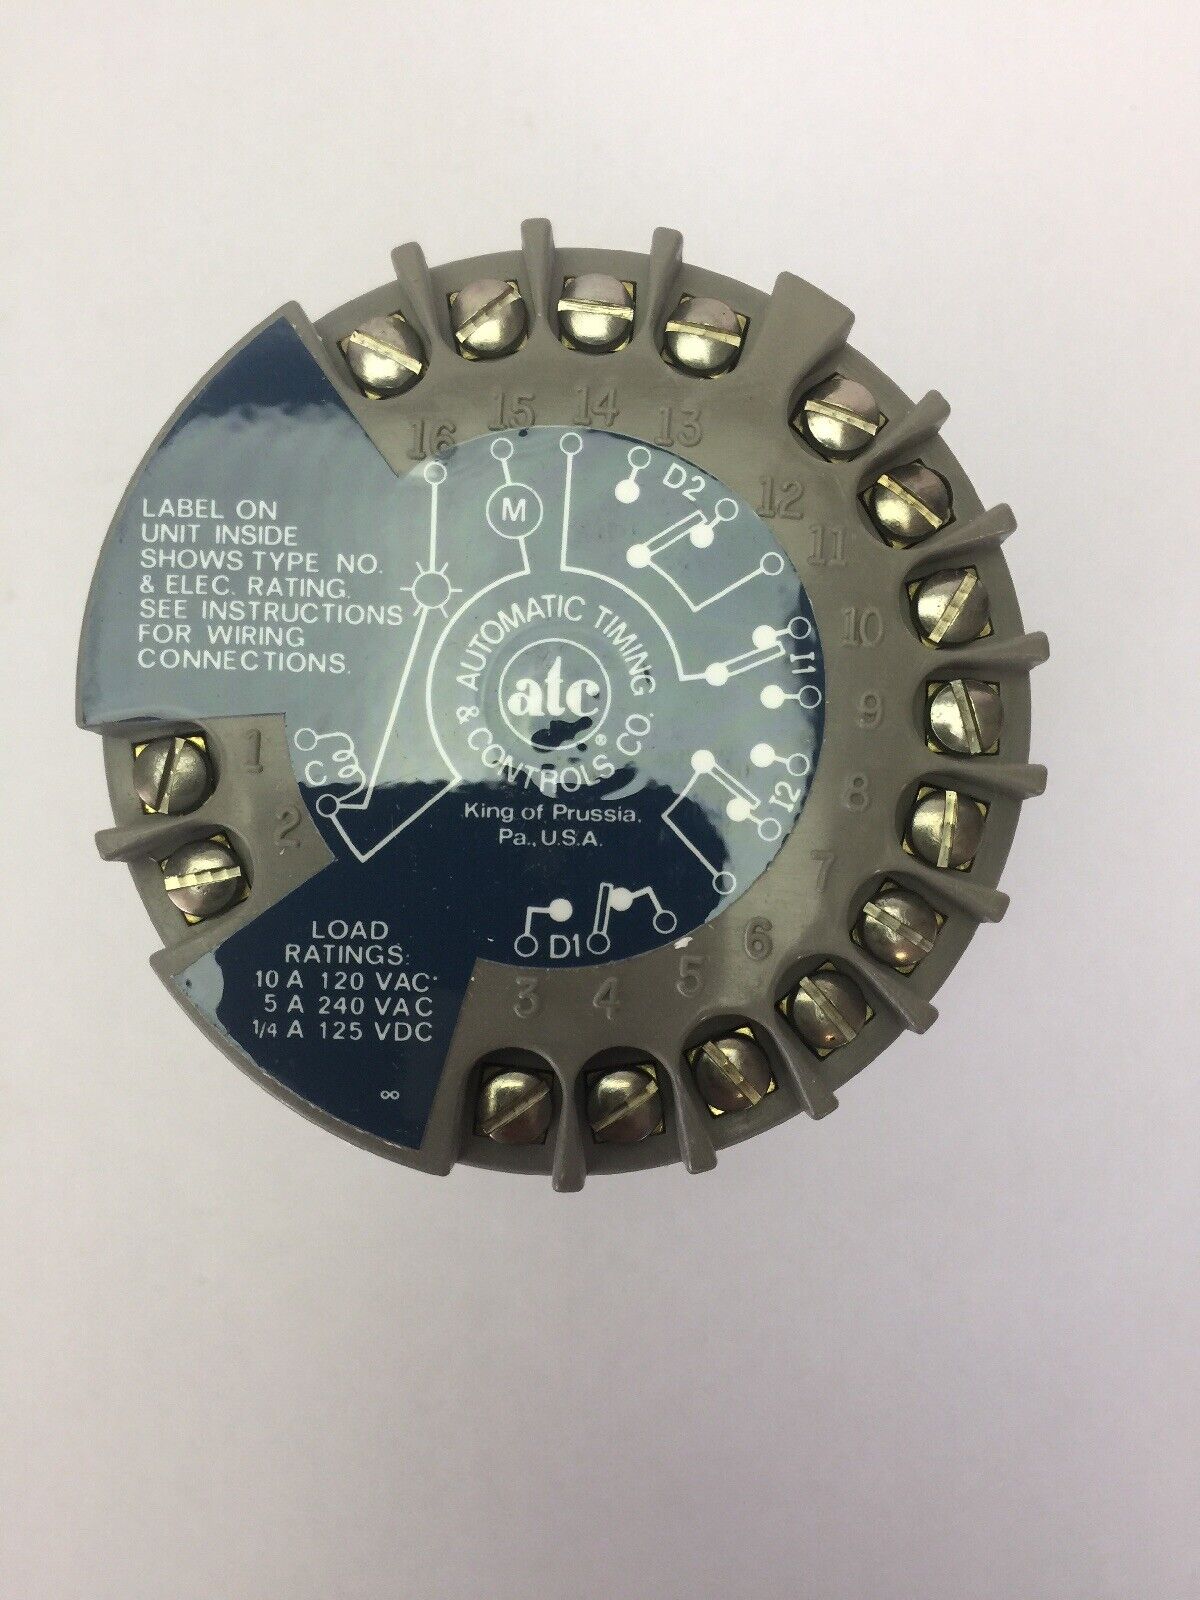 LABEL ON
UNIT INSIDE
SHOWS TYPE NO.
& ELEC. RATING.
SEE INSTRUCTIONS
FOR WIRING
CONNECTIONS.
16
15
14
13
12
11
10
9
8
7
6
5
4
3
2
1
M
D2
I1
I2
D1
C
AUTOMATIC TIMING
& CONTROLS CO.
atc
®
King of Prussia,
Pa., U.S.A.
LOAD
RATINGS:
10 A 120 VAC
5 A 240 VAC
1/4 A 125 VDC
∞